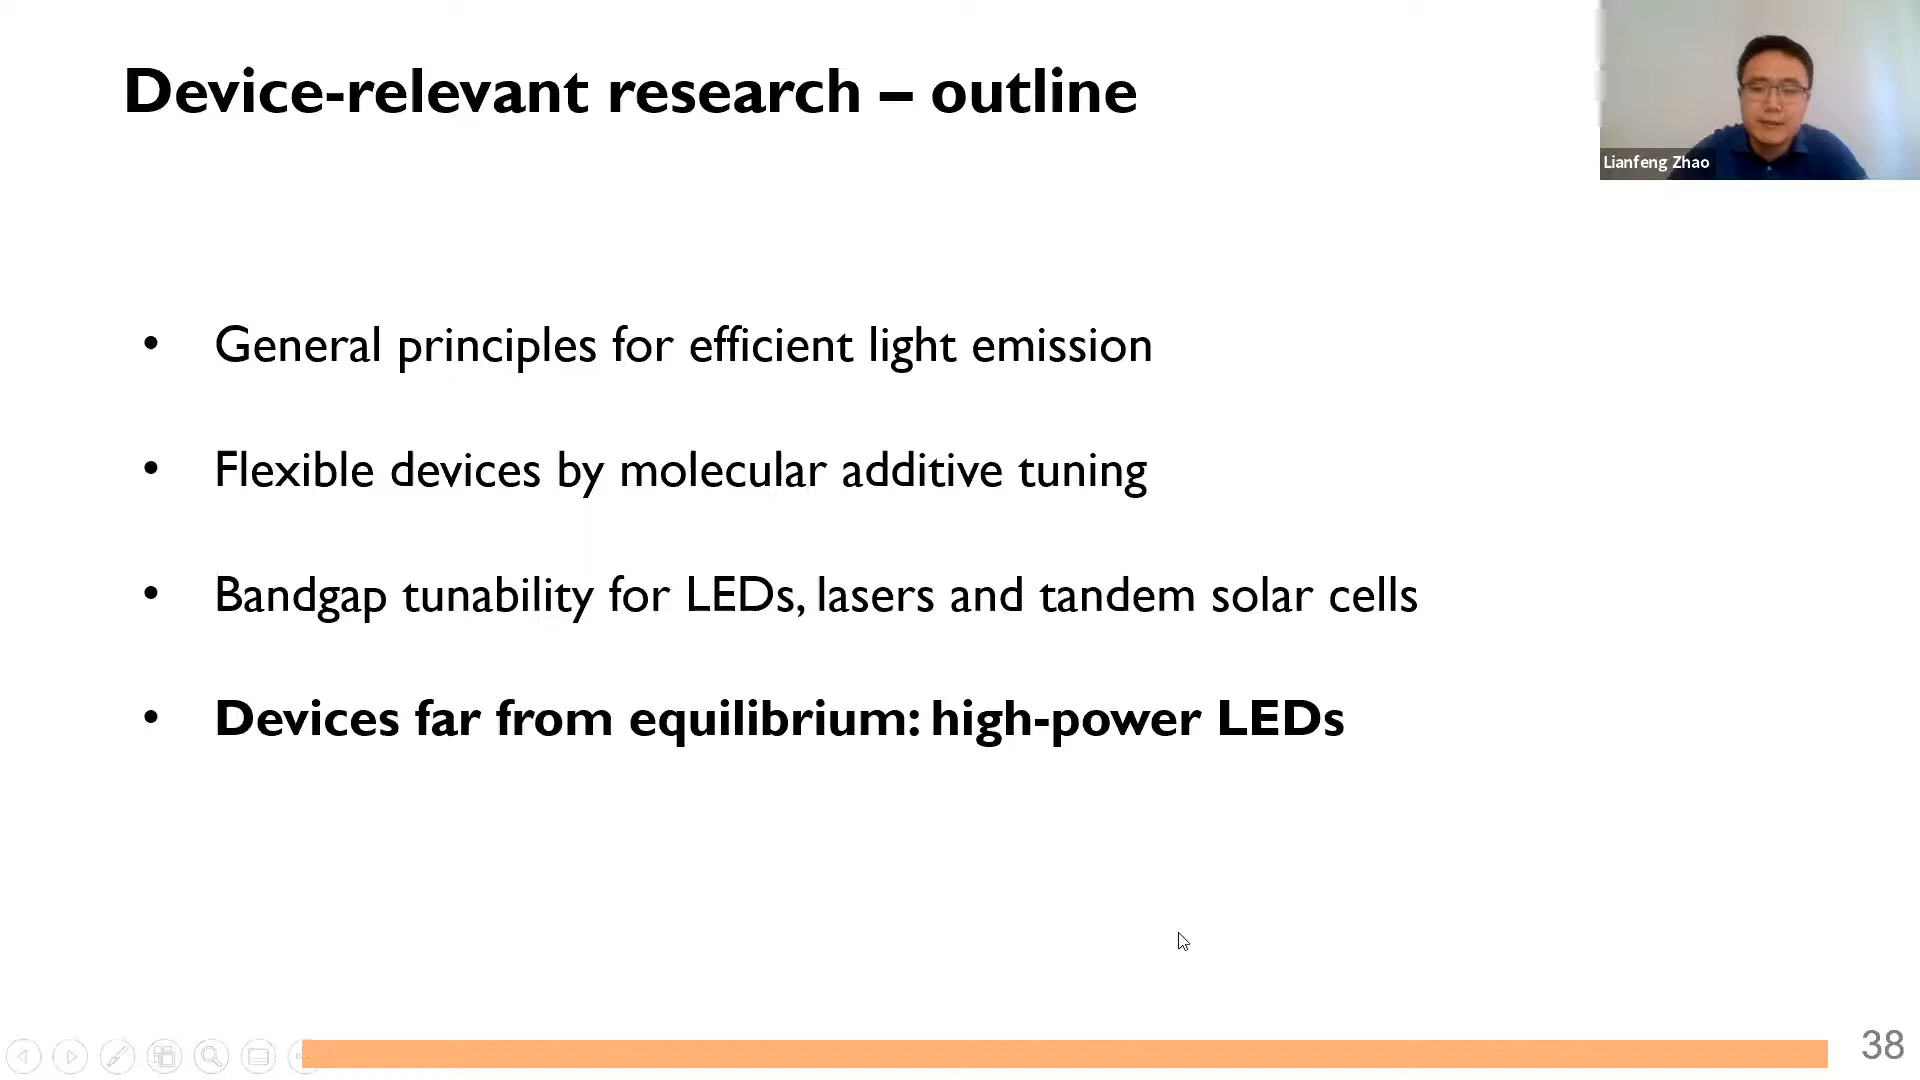 Device-relevant research – outline
Lianfeng Zhao
• General principles for efficient light emission
• Flexible devices by molecular additive tuning
• Bandgap tunability for LEDs, lasers and tandem solar cells
• Devices far from equilibrium: high-power LEDs
38